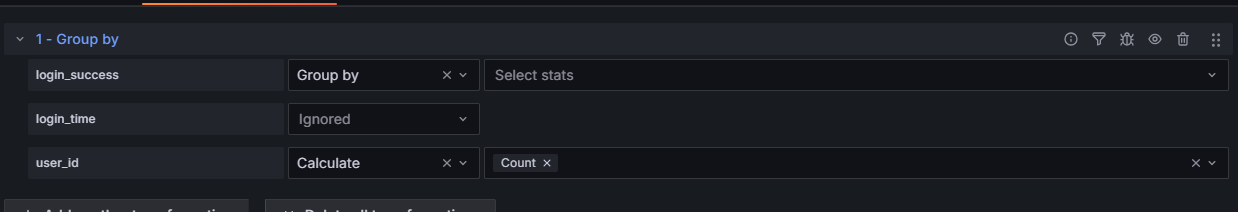 1 - Group by
login_success Group by Select stats
login_time Ignored
user_id Calculate Count